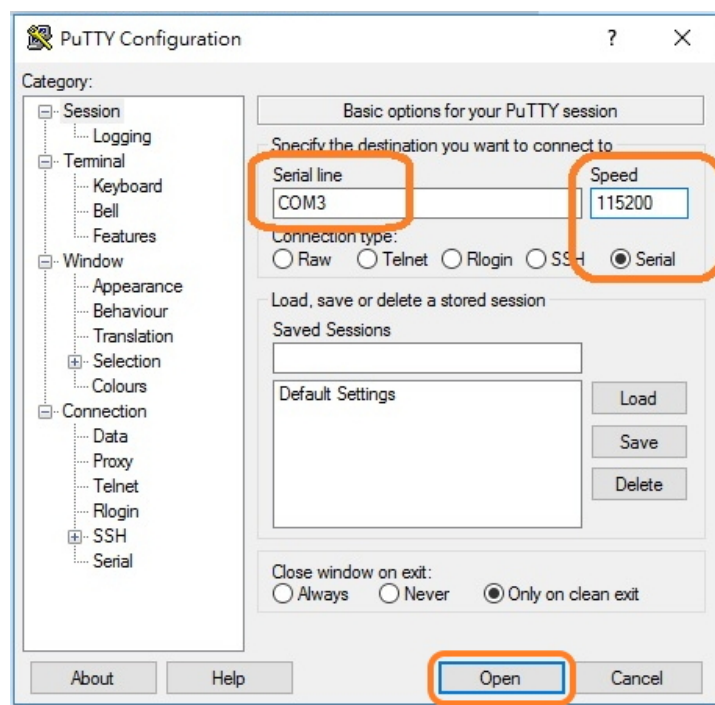 PuTTY Configuration
?
Category:
Session
Logging
Terminal
Keyboard
Bell
Features
Window
Appearance
Behaviour
Translation
Selection
Colours
Connection
Data
Proxy
Telnet
Rlogin
SSH
Serial
Basic options for your PuTTY session
Specify the destination you want to connect to
Serial line Speed
COM3 115200
Connection type:
Raw Telnet Rlogin SSH Serial
Load, save or delete a stored session
Saved Sessions
Default Settings
Load
Save
Delete
Close window on exit:
Always Never Only on clean exit
About Help Open Cancel